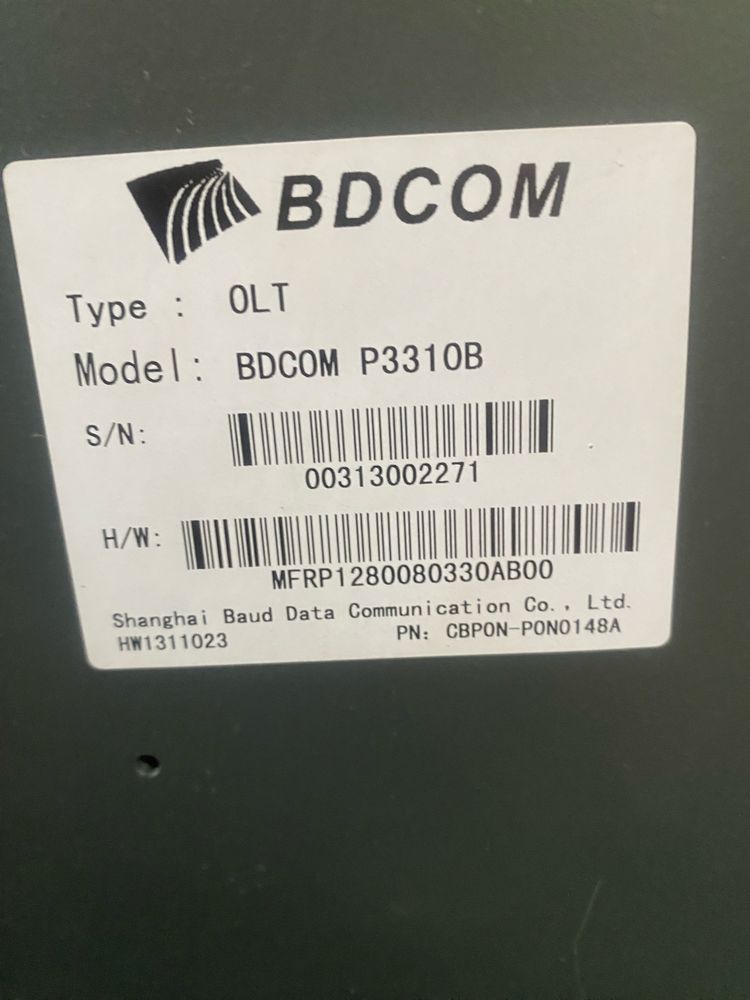 BDCOM
Type : OLT
Model: BDCOM P3310B
S/N:
00313002271
H/W:
MFRP1280080330AB00
Shanghai Baud Data Communication Co., Ltd.
HW1311023 PN: CBPON-PON0148A